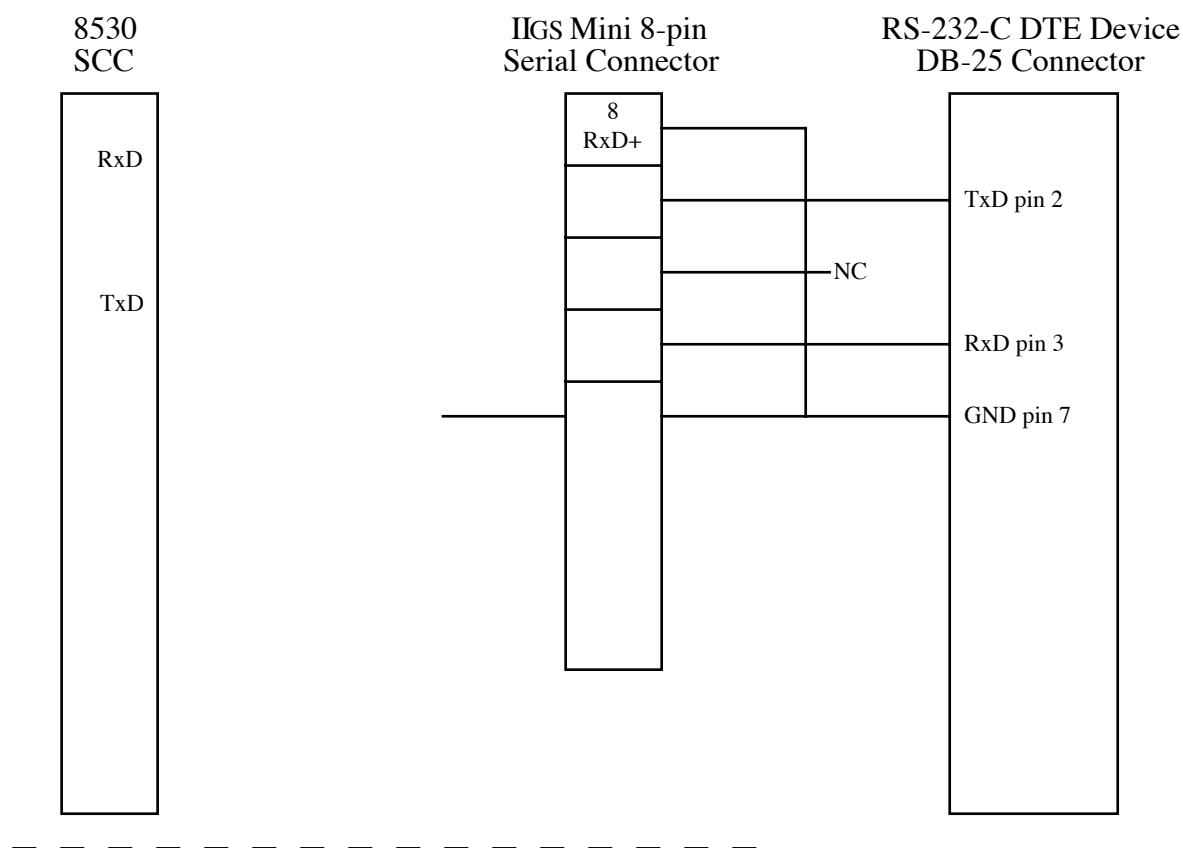 8530
SCC
IIGS Mini 8-pin
Serial Connector
RS-232-C DTE Device
DB-25 Connector
8
RxD+
RxD
TxD pin 2
NC
TxD
RxD pin 3
GND pin 7